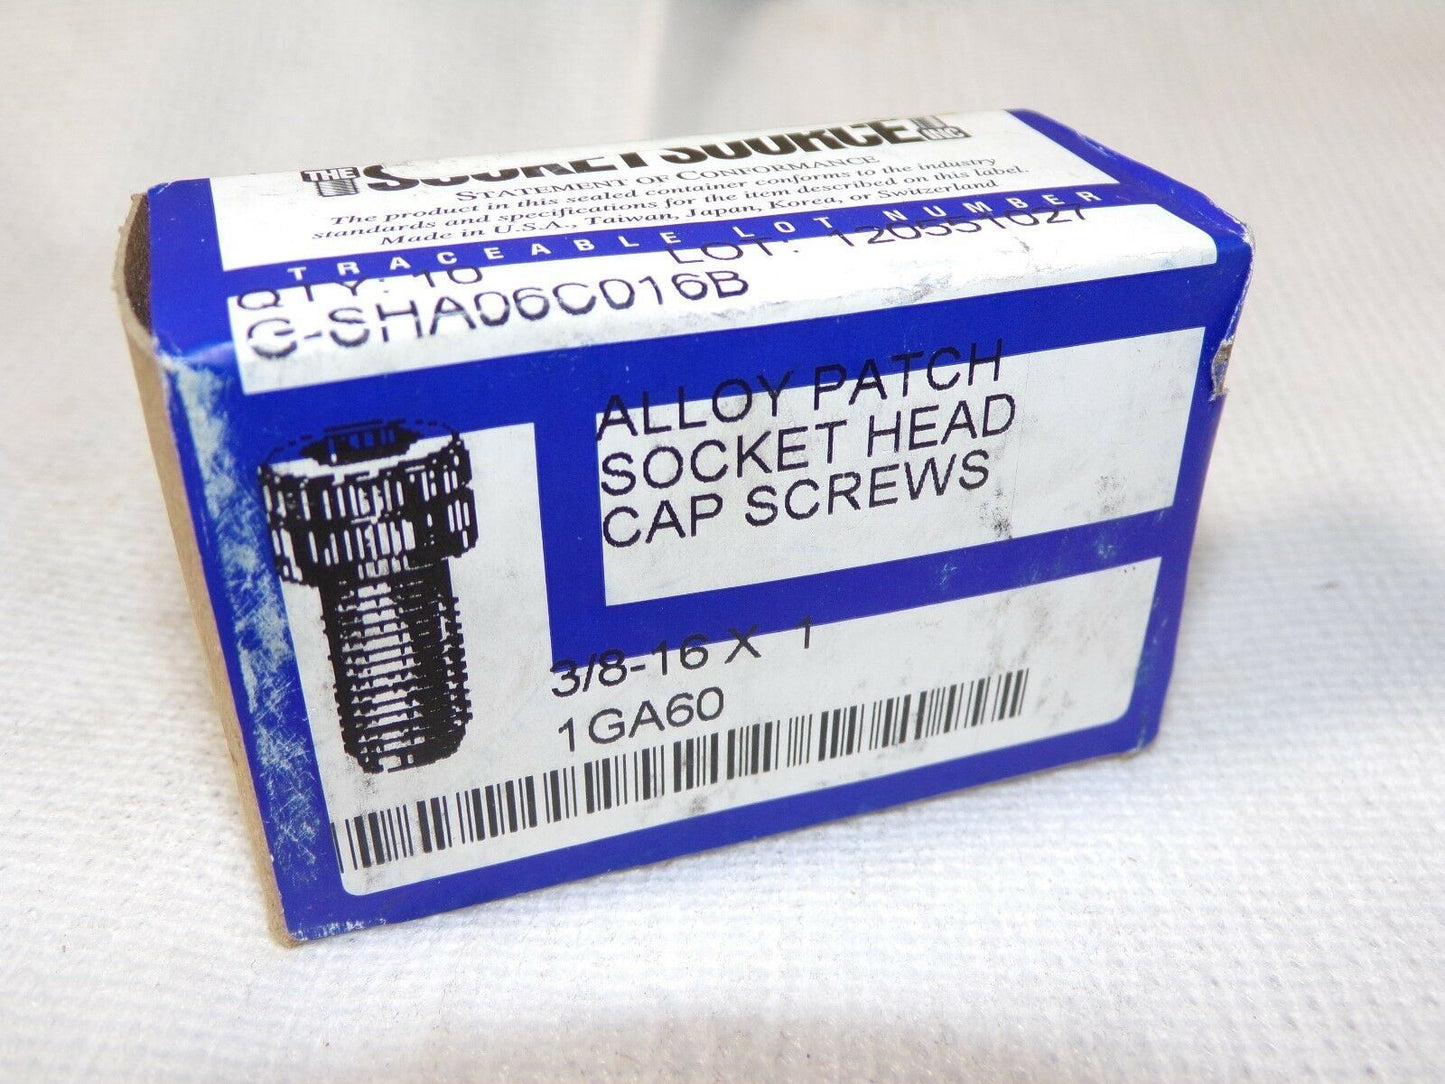 THE SOCKET SOURCE INC
STATEMENT OF CONFORMANCE
The product in this sealed container conforms to the industry
standards and specifications for the item described on this label.
Made in U.S.A., Taiwan, Japan, Korea, or Switzerland
TRACEABLE LOT NUMBER
QTY: 10 LOT: 120551027
G-SHA06C016B
ALLOY PATCH
SOCKET HEAD
CAP SCREWS
3/8-16 X 1
1GA60